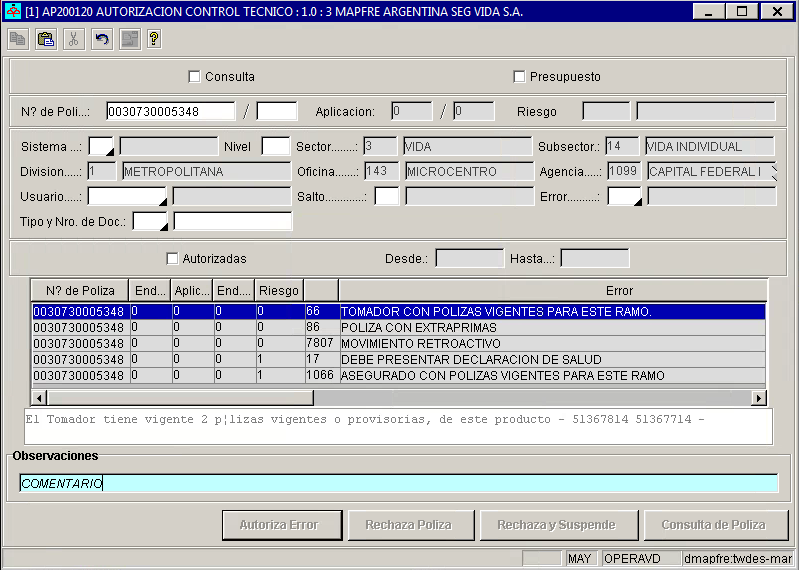 [1] AP200120 AUTORIZACION CONTROL TECNICO : 1.0 : 3 MAPFRE ARGENTINA SEG VIDA S.A.
Consulta Presupuesto
N? de Poli...: 0030730005348 / Aplicacion: 0 / 0 Riesgo
Sistema ...: Nivel Sector........: 3 VIDA Subsector.: 14 VIDA INDIVIDUAL
Division.....: 1 METROPOLITANA Oficina.......: 143 MICROCENTRO Agencia.....: 1099 CAPITAL FEDERAL I
Usuario.....: Salto.............: Error..........:
Tipo y Nro. de Doc.:
Autorizadas Desde.: Hasta...:
N? de Poliza End... Aplic... End.... Riesgo Error
0030730005348 0 0 0 0 66 TOMADOR CON POLIZAS VIGENTES PARA ESTE RAMO.
0030730005348 0 0 0 0 86 POLIZA CON EXTRAPRIMAS
0030730005348 0 0 0 0 7807 MOVIMIENTO RETROACTIVO
0030730005348 0 0 0 1 17 DEBE PRESENTAR DECLARACION DE SALUD
0030730005348 0 0 0 1 1066 ASEGURADO CON POLIZAS VIGENTES PARA ESTE RAMO
El Tomador tiene vigente 2 p¦lizas vigentes o provisorias, de este producto - 51367814 51367714 -
Observaciones
COMENTARIO
Autoriza Error Rechaza Poliza Rechaza y Suspende Consulta de Poliza
MAY OPERAVD dmapfre:twdes-mar